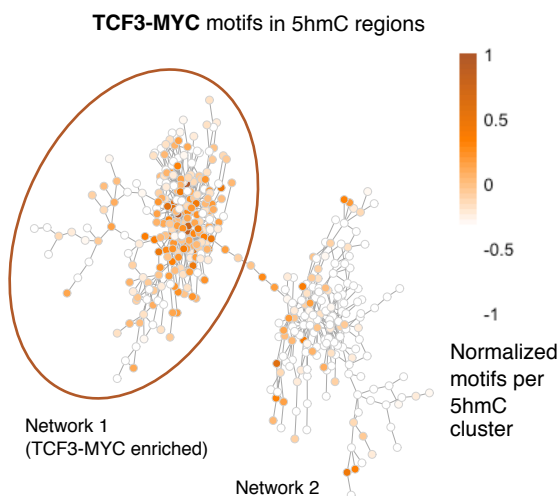 TCF3-MYC motifs in 5hmC regions
1
0.5
0
-0.5
-1
Normalized
motifs per
5hmC
cluster
Network 1
(TCF3-MYC enriched)
Network 2